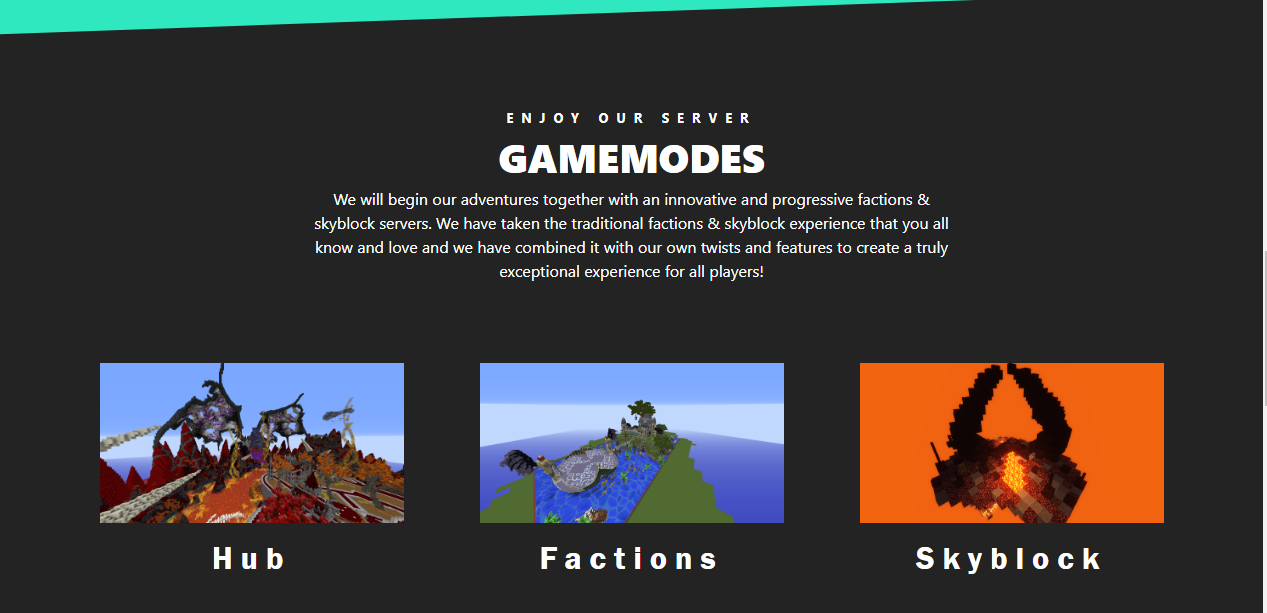 ENJOY OUR SERVER
GAMEMODES
We will begin our adventures together with an innovative and progressive factions &
skyblock servers. We have taken the traditional factions & skyblock experience that you all
know and love and we have combined it with our own twists and features to create a truly
exceptional experience for all players!
Hub
Factions
Skyblock